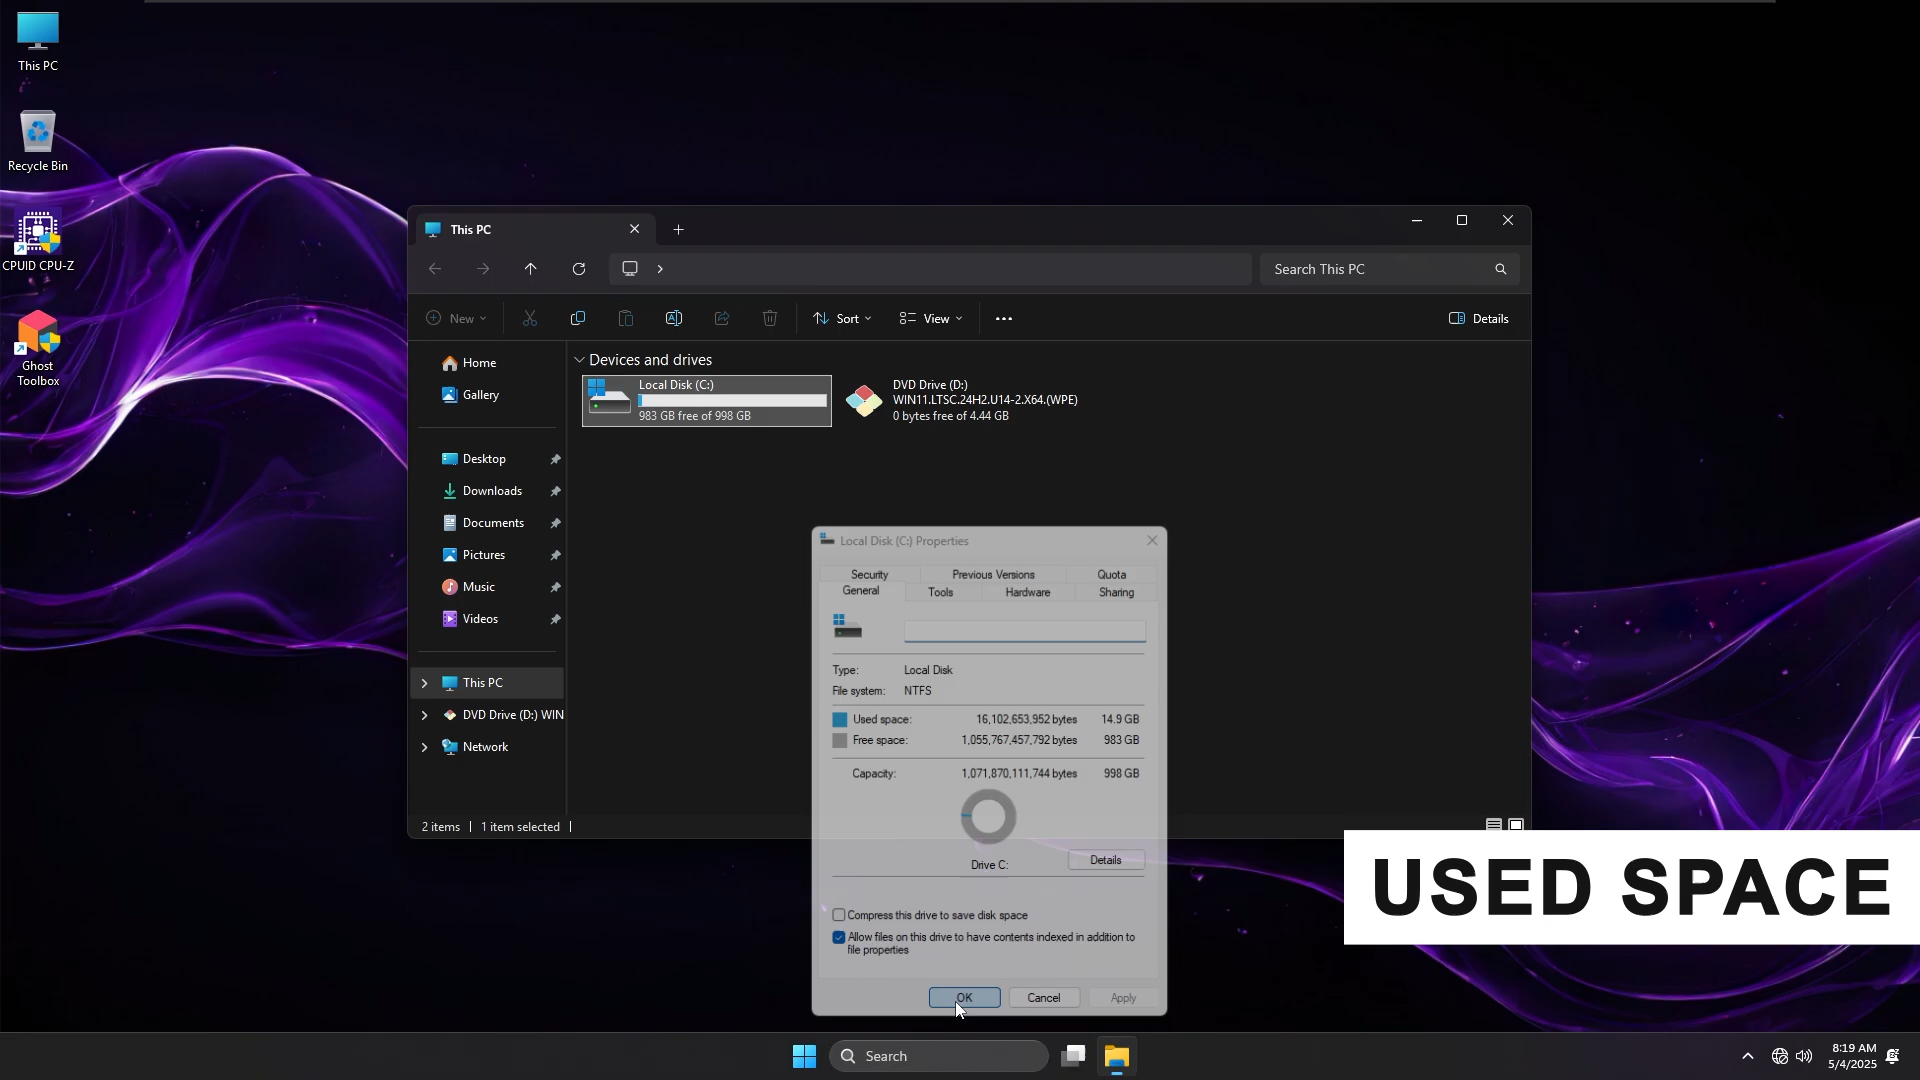 This PC
Recycle Bin
CPUID CPU-Z
Ghost
Toolbox
This PC
Search This PC
New
Sort
View
Details
Home
Gallery
Desktop
Downloads
Documents
Pictures
Music
Videos
This PC
DVD Drive (D:) WIN
Network
Devices and drives
Local Disk (C:)
983 GB free of 998 GB
DVD Drive (D:)
WIN11.LTSC.24H2.U14-2.X64.(WPE)
0 bytes free of 4.44 GB
2 items
1 item selected
Local Disk (C:) Properties
Security Previous Versions Quota
General Tools Hardware Sharing
Type: Local Disk
File system: NTFS
Used space: 16,102,653,952 bytes 14.9 GB
Free space: 1,055,767,457,792 bytes 983 GB
Capacity: 1,071,870,111,744 bytes 998 GB
Drive C:
Details
Compress this drive to save disk space
Allow files on this drive to have contents indexed in addition to
file properties
OK Cancel Apply
USED SPACE
Search
8:19 AM
5/4/2025